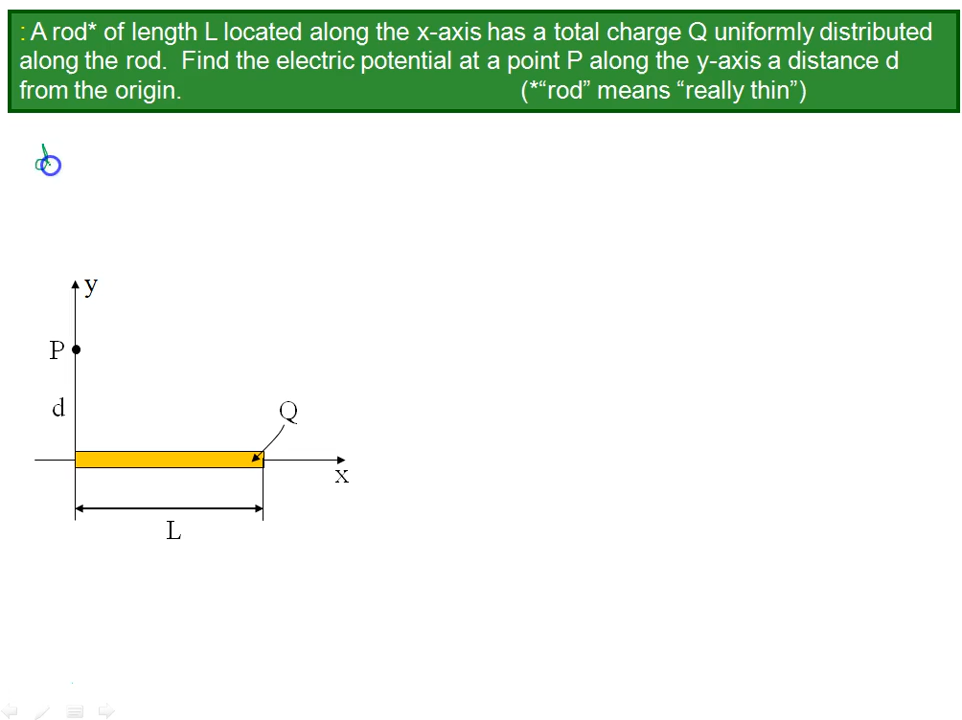 : A rod* of length L located along the x-axis has a total charge Q uniformly distributed
along the rod. Find the electric potential at a point P along the y-axis a distance d
from the origin. (*“rod” means “really thin”)
d
y
P
d
Q
x
L